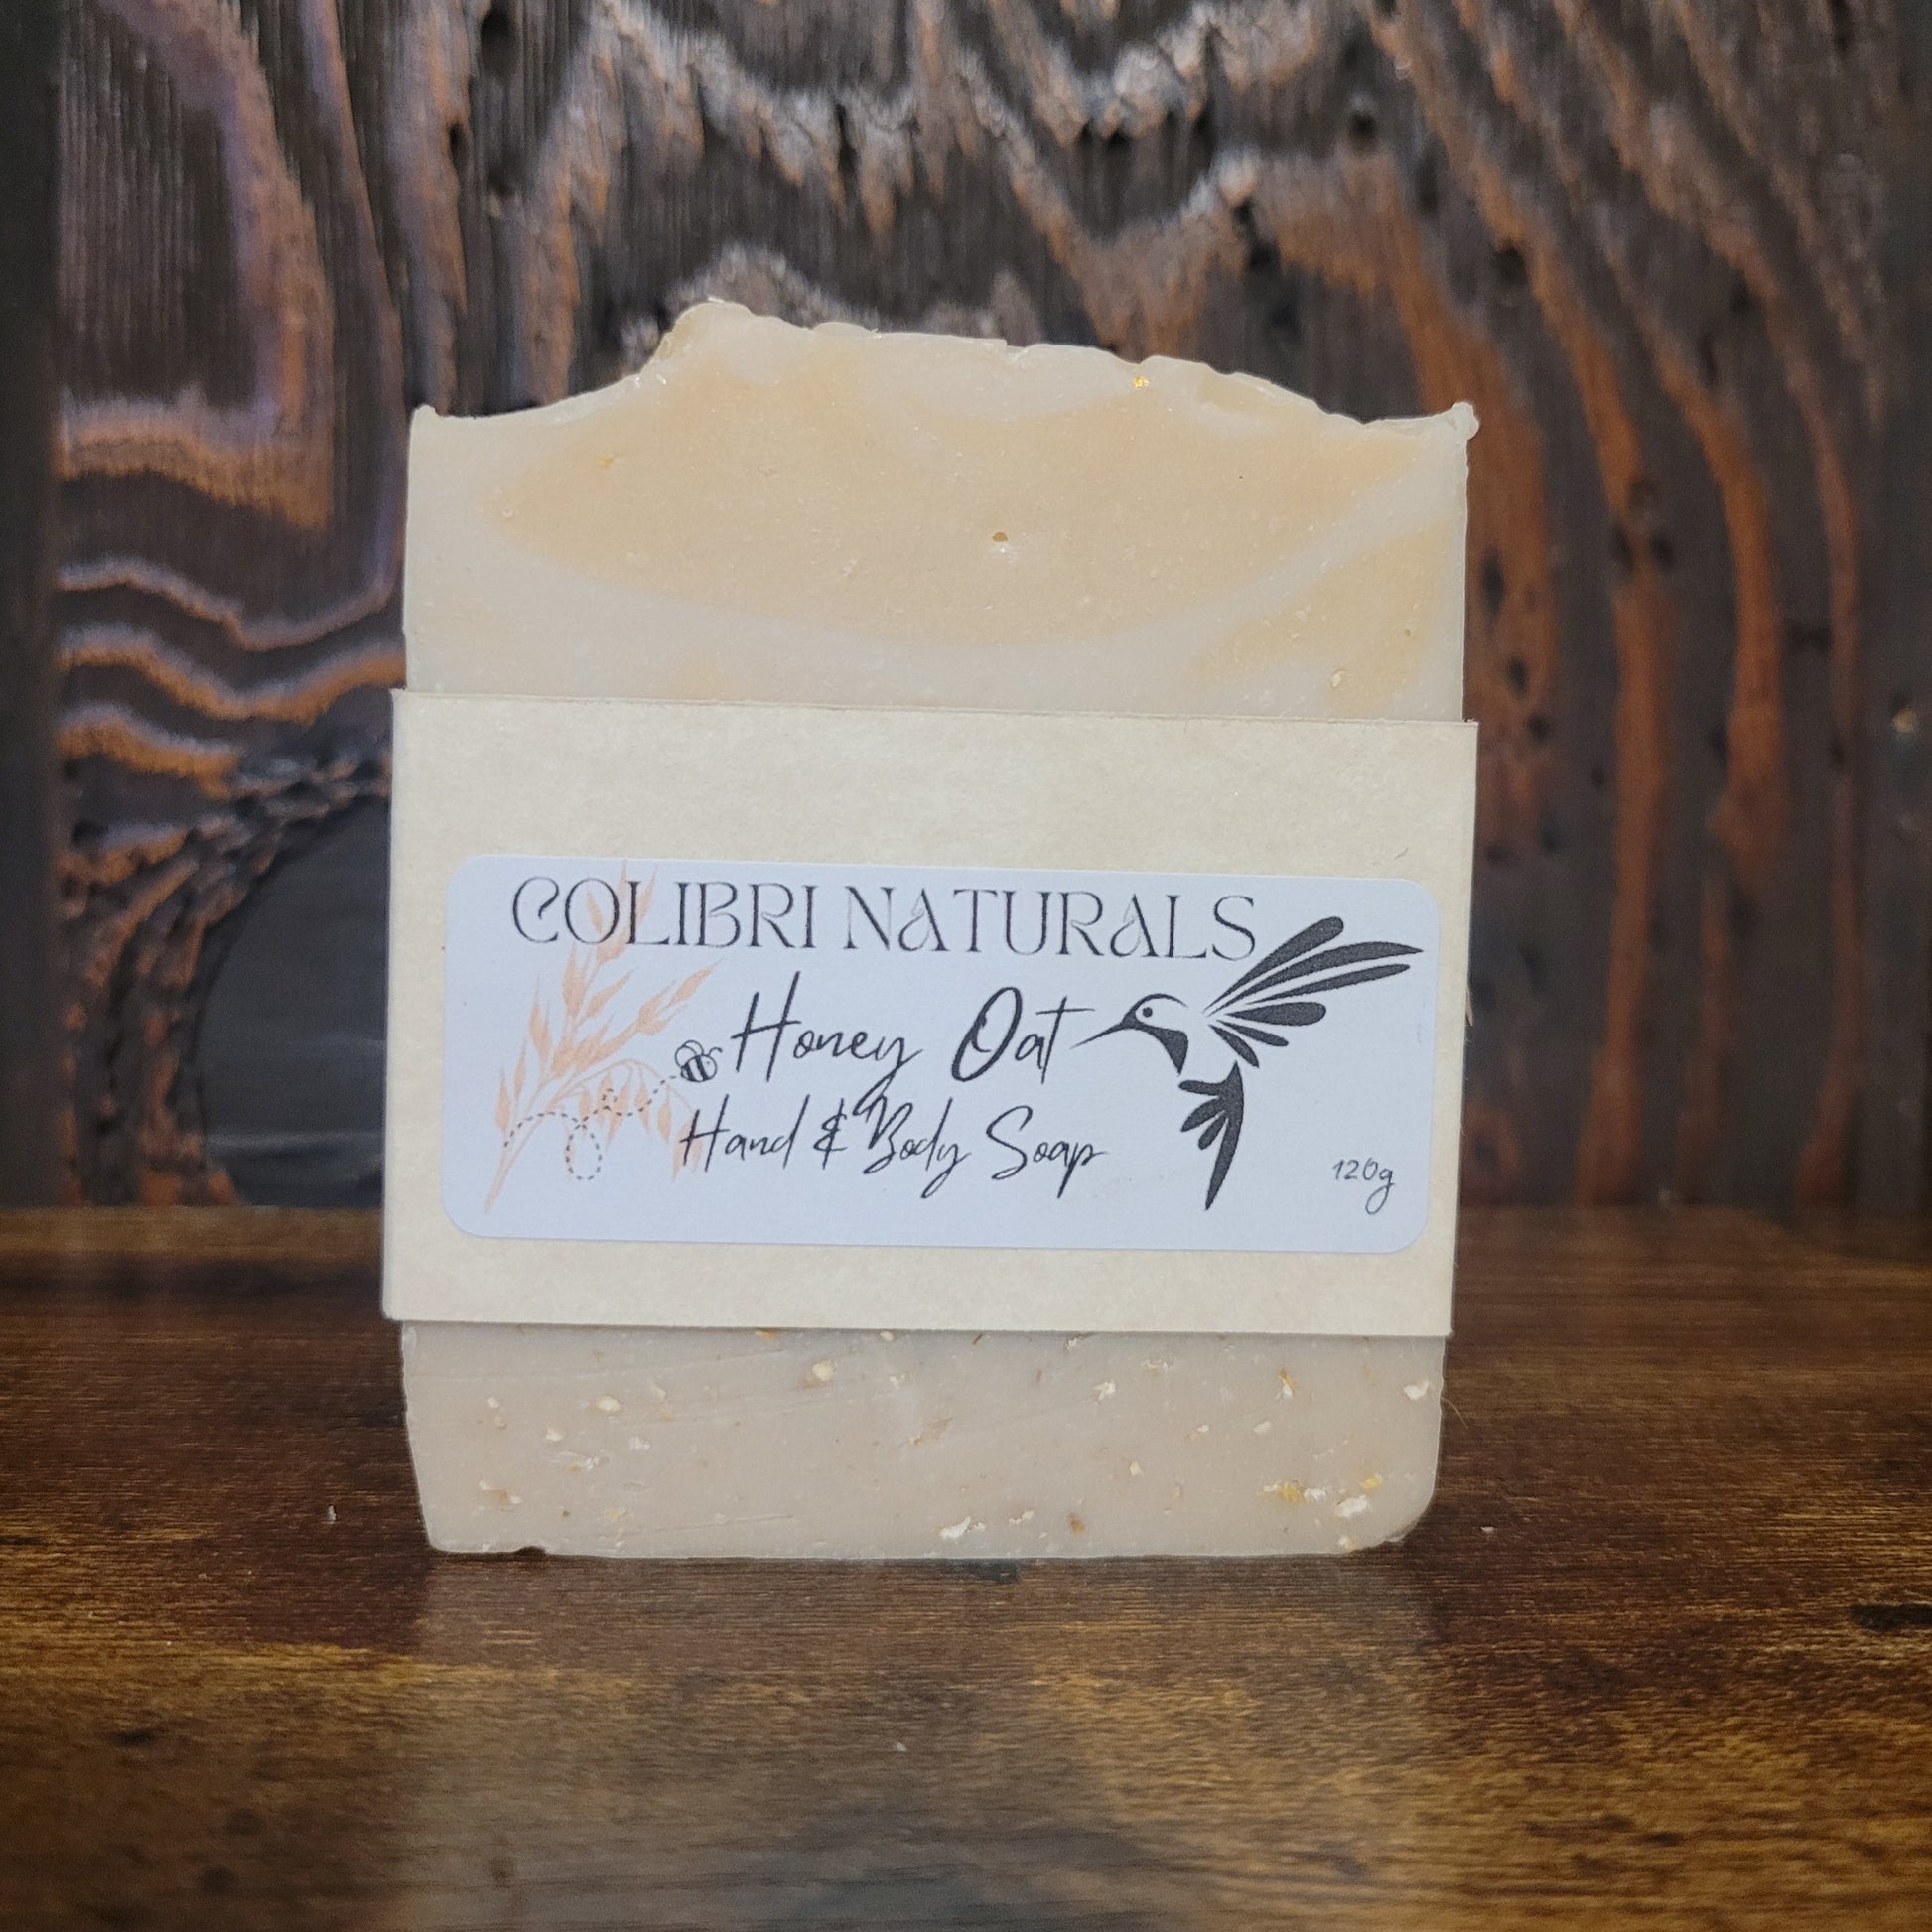 COLIBRI NATURALS
Honey Oat
Hand & Body Soap
120g